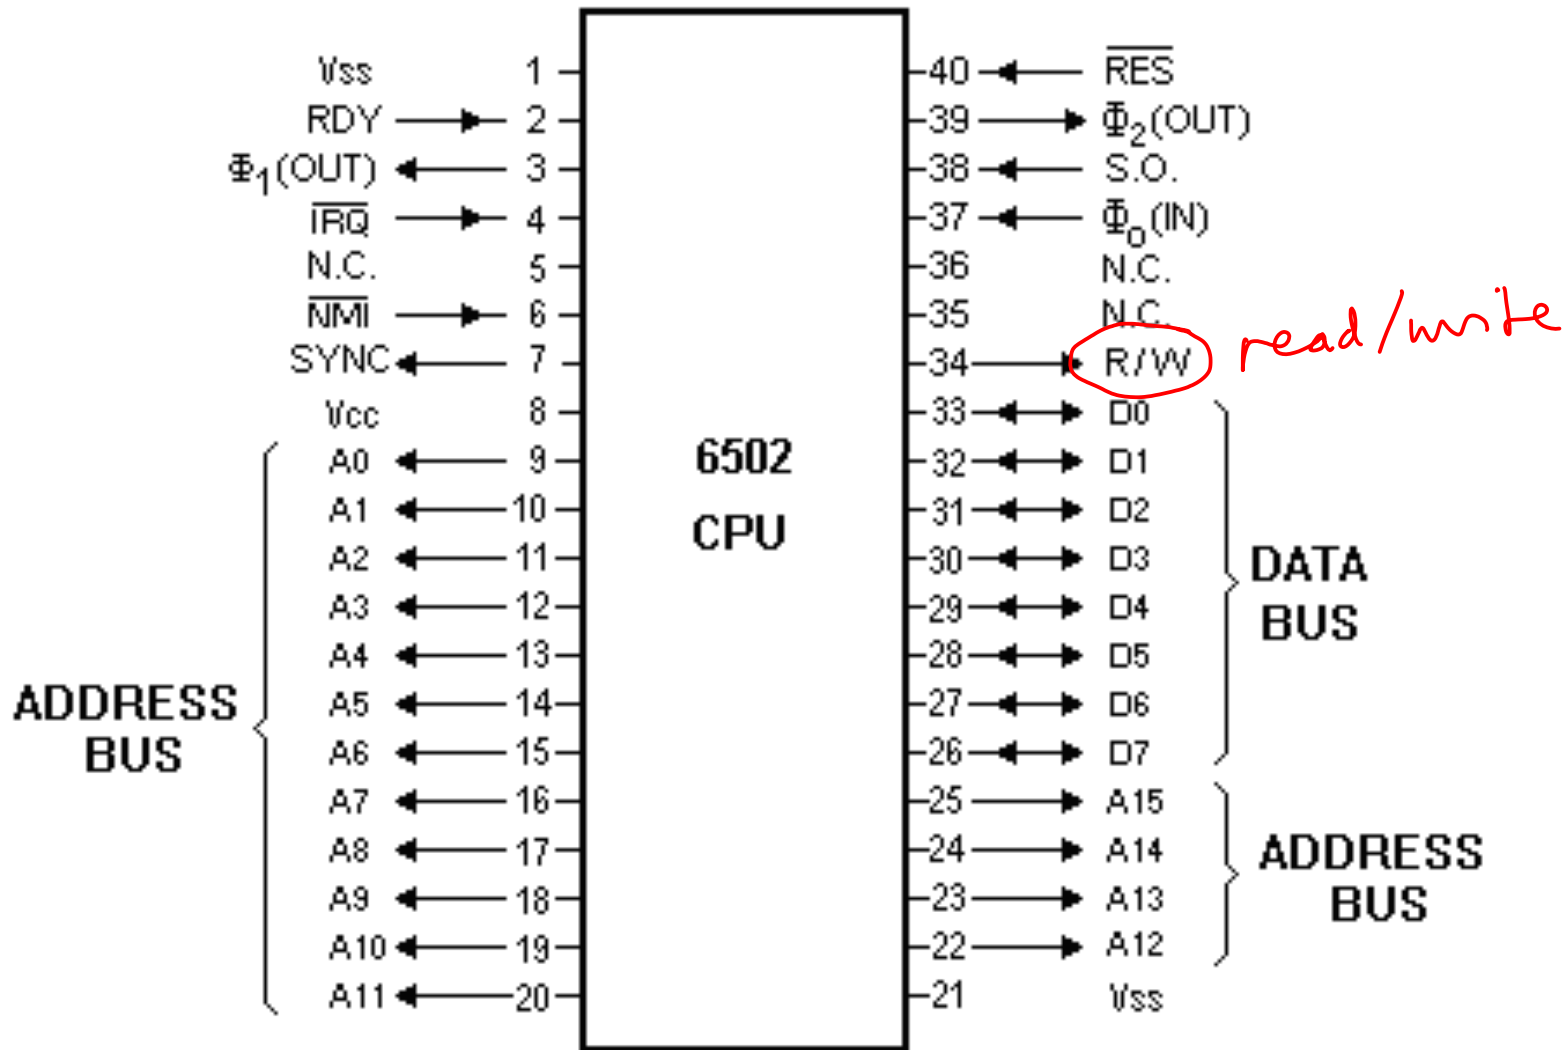 Vss 1 40 R̅E̅S̅
RDY 2 39 Φ₂(OUT)
Φ₁(OUT) 3 38 S.O.
I̅R̅Q̅ 4 37 Φ₀(IN)
N.C. 5 36 N.C.
N̅M̅I̅ 6 35 N.C.
SYNC 7 34 R/W read/write
Vcc 8 33 D0
A0 9 32 D1
A1 10 31 D2
A2 11 30 D3
A3 12 29 D4
A4 13 28 D5
A5 14 27 D6
A6 15 26 D7
A7 16 25 A15
A8 17 24 A14
A9 18 23 A13
A10 19 22 A12
A11 20 21 Vss
6502
CPU
ADDRESS
BUS
DATA
BUS
ADDRESS
BUS